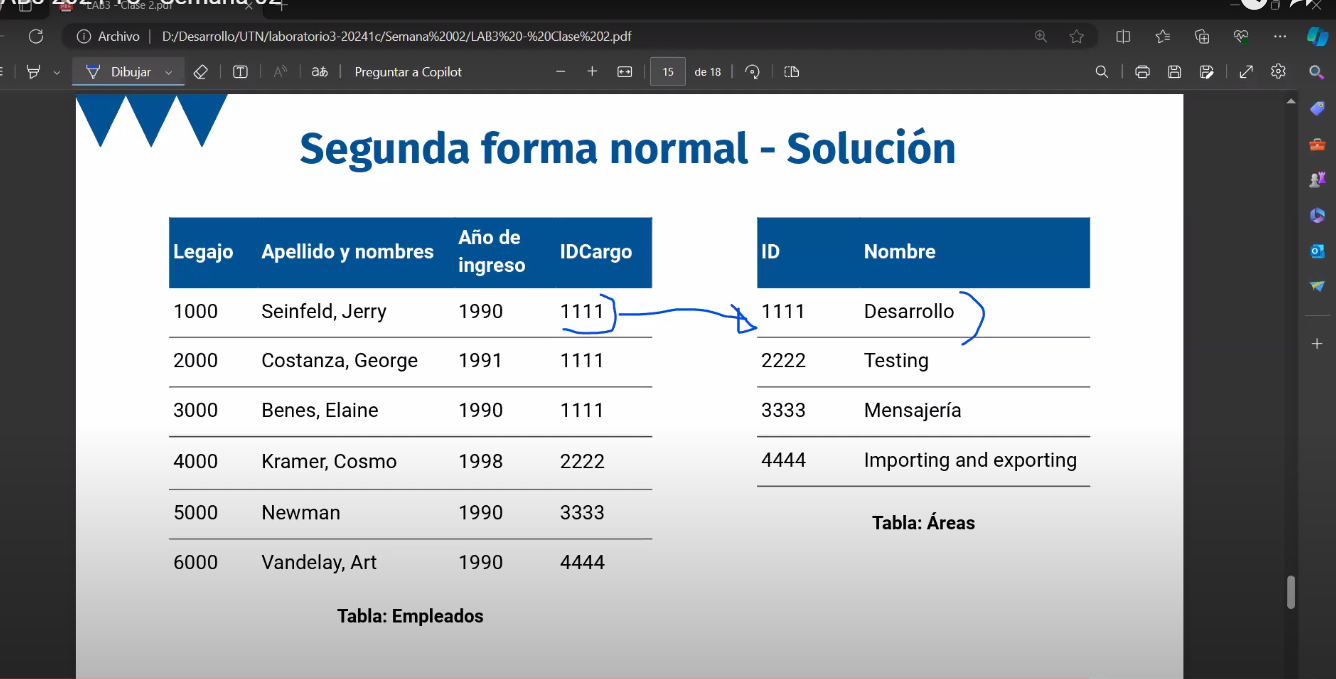 LAB3 - Clase 2.pdf
Archivo D:/Desarrollo/UTN/laboratorio3-20241c/Semana%2002/LAB3%20-%20Clase%202.pdf
Dibujar aあ Preguntar a Copilot 15 de 18
Segunda forma normal - Solución
Legajo Apellido y nombres Año de ingreso IDCargo
1000 Seinfeld, Jerry 1990 1111
2000 Costanza, George 1991 1111
3000 Benes, Elaine 1990 1111
4000 Kramer, Cosmo 1998 2222
5000 Newman 1990 3333
6000 Vandelay, Art 1990 4444
Tabla: Empleados
ID Nombre
1111 Desarrollo
2222 Testing
3333 Mensajería
4444 Importing and exporting
Tabla: Áreas